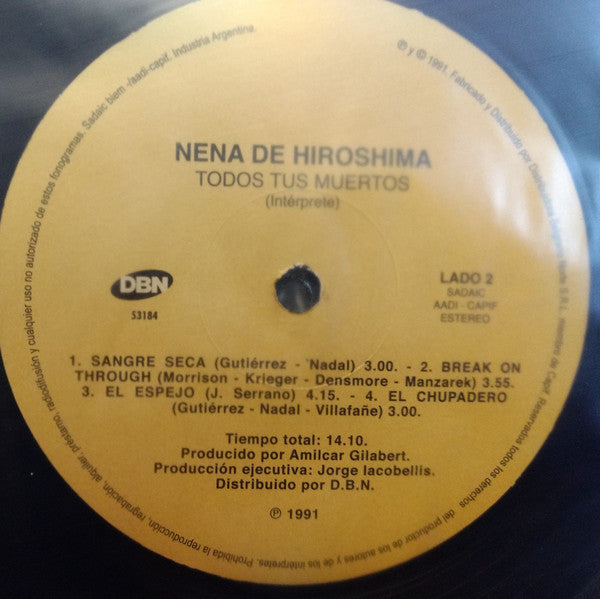 NENA DE HIROSHIMA
TODOS TUS MUERTOS
(Intérprete)
DBN
53184
LADO 2
SADAIC
AADI - CAPIF
ESTEREO
1. SANGRE SECA (Gutiérrez - Nadal) 3.00. - 2. BREAK ON
THROUGH (Morrison - Krieger - Densmore - Manzarek) 3.55.
3. EL ESPEJO (J. Serrano) 4.15. - 4. EL CHUPADERO
(Gutiérrez - Nadal - Villafañe) 3.00.
Tiempo total: 14.10.
Producido por Amilcar Gilabert.
Producción ejecutiva: Jorge Iacobellis.
Distribuido por D.B.N.
℗ 1991
℗ y © 1991. Fabricado y Distribuido por Distribuidora S.R.L. miembro de Capif. Reservados todos los derechos del productor de los autores y de los intérpretes. Prohibida la reproducción, regrabación, alquiler, préstamo, radiodifusión y cualquier uso no autorizado de estos fonogramas. Sadaic biem -/aadi-capif. Industria Argentina.